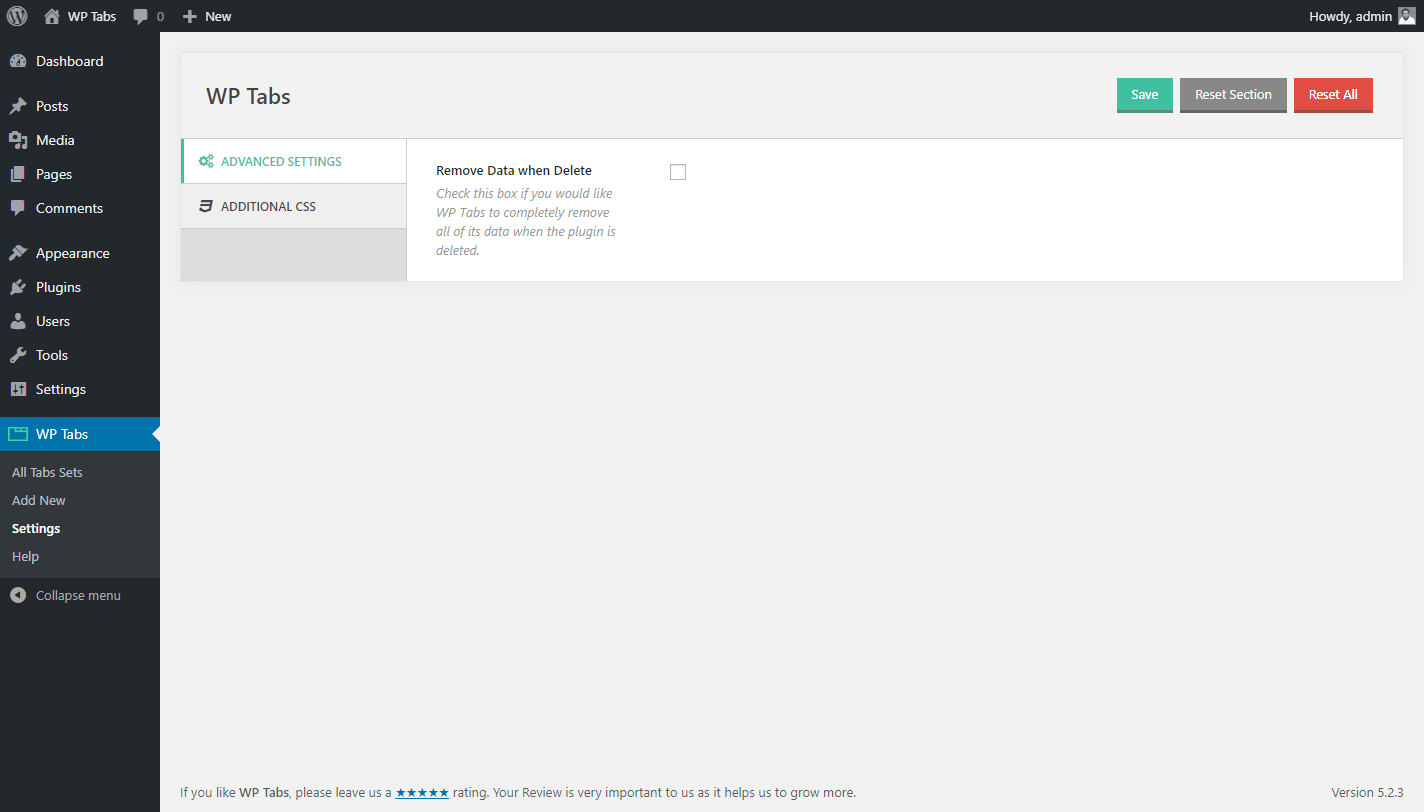 WP Tabs
0
New
Howdy, admin
Dashboard
Posts
Media
Pages
Comments
Appearance
Plugins
Users
Tools
Settings
WP Tabs
All Tabs Sets
Add New
Settings
Help
Collapse menu
WP Tabs
Save
Reset Section
Reset All
ADVANCED SETTINGS
ADDITIONAL CSS
Remove Data when Delete
Check this box if you would like
WP Tabs to completely remove
all of its data when the plugin is
deleted.
If you like WP Tabs, please leave us a ★★★★★ rating. Your Review is very important to us as it helps us to grow more.
Version 5.2.3